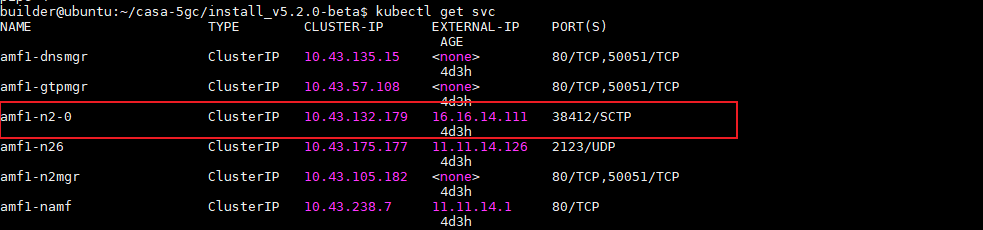 builder@ubuntu:~/casa-5gc/install_v5.2.0-beta$ kubectl get svc
NAME TYPE CLUSTER-IP EXTERNAL-IP PORT(S)
AGE
amf1-dnsmgr ClusterIP 10.43.135.15 <none> 80/TCP,50051/TCP
4d3h
amf1-gtpmgr ClusterIP 10.43.57.108 <none> 80/TCP,50051/TCP
4d3h
amf1-n2-0 ClusterIP 10.43.132.179 16.16.14.111 38412/SCTP
4d3h
amf1-n26 ClusterIP 10.43.175.177 11.11.14.126 2123/UDP
4d3h
amf1-n2mgr ClusterIP 10.43.105.182 <none> 80/TCP,50051/TCP
4d3h
amf1-namf ClusterIP 10.43.238.7 11.11.14.1 80/TCP
4d3h